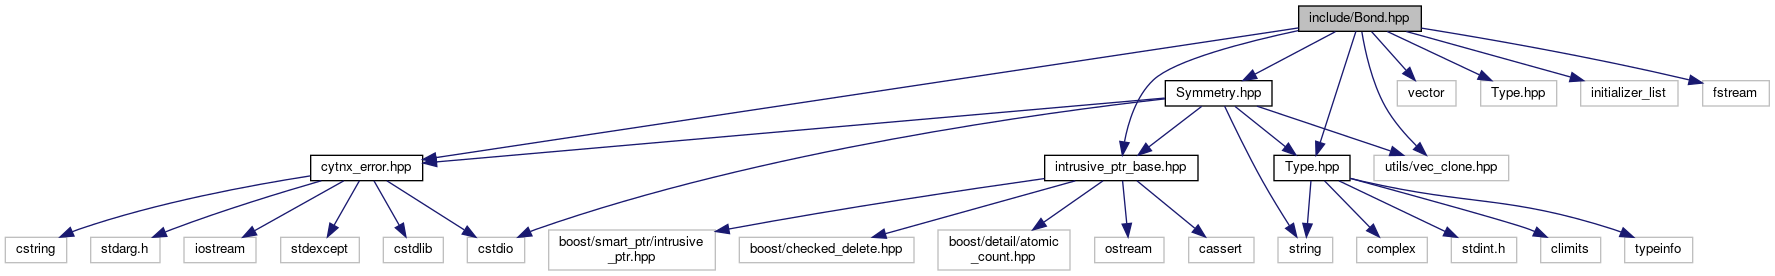 include/Bond.hpp
Symmetry.hpp
vector
Type.hpp
initializer_list
fstream
cytnx_error.hpp
intrusive_ptr_base.hpp
Type.hpp
utils/vec_clone.hpp
cstring
stdarg.h
iostream
stdexcept
cstdlib
cstdio
boost/smart_ptr/intrusive
_ptr.hpp
boost/checked_delete.hpp
boost/detail/atomic
_count.hpp
ostream
cassert
string
complex
stdint.h
climits
typeinfo